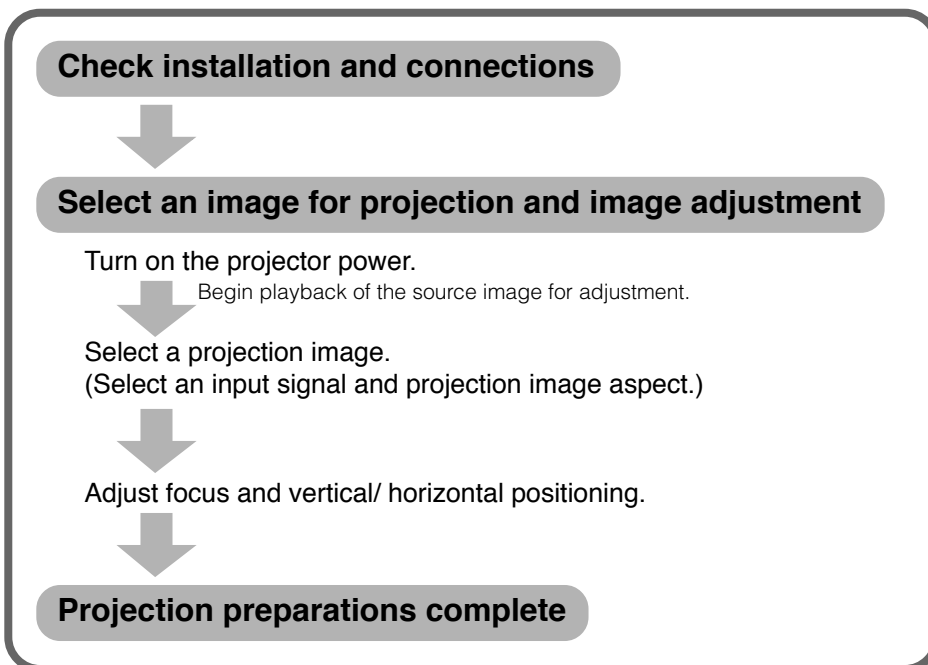 Check installation and connections
Select an image for projection and image adjustment
Turn on the projector power.
Begin playback of the source image for adjustment.
Select a projection image.
(Select an input signal and projection image aspect.)
Adjust focus and vertical/ horizontal positioning.
Projection preparations complete